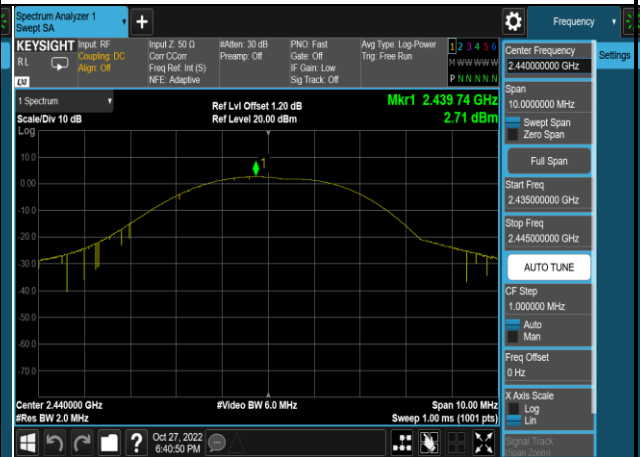 Spectrum Analyzer 1
Swept SA
Frequency
KEYSIGHT
RL
LXI
Input: RF
Coupling: DC
Align: Off
Input Z: 50 Ω
Corr CCorr
Freq Ref: Int (S)
NFE: Adaptive
#Atten: 30 dB
Preamp: Off
PNO: Fast
Gate: Off
IF Gain: Low
Sig Track: Off
Avg Type: Log-Power
Trig: Free Run
1 2 3 4 5 6
M W W W W W
P N N N N N
Center Frequency
2.440000000 GHz
Settings
1 Spectrum
Scale/Div 10 dB
Ref Lvl Offset 1.20 dB
Ref Level 20.00 dBm
Mkr1 2.439 74 GHz
2.71 dBm
Span
10.0000000 MHz
Swept Span
Zero Span
Full Span
Start Freq
2.435000000 GHz
Stop Freq
2.445000000 GHz
AUTO TUNE
CF Step
1.000000 MHz
Auto
Man
Freq Offset
0 Hz
X Axis Scale
Log
Lin
Signal Track
(Span Zoom)
Log
1
10.0
0.00
-10.0
-20.0
-30.0
-40.0
-50.0
-60.0
-70.0
Center 2.440000 GHz
#Res BW 2.0 MHz
#Video BW 6.0 MHz
Span 10.00 MHz
Sweep 1.00 ms (1001 pts)
?
Oct 27, 2022
6:40:50 PM